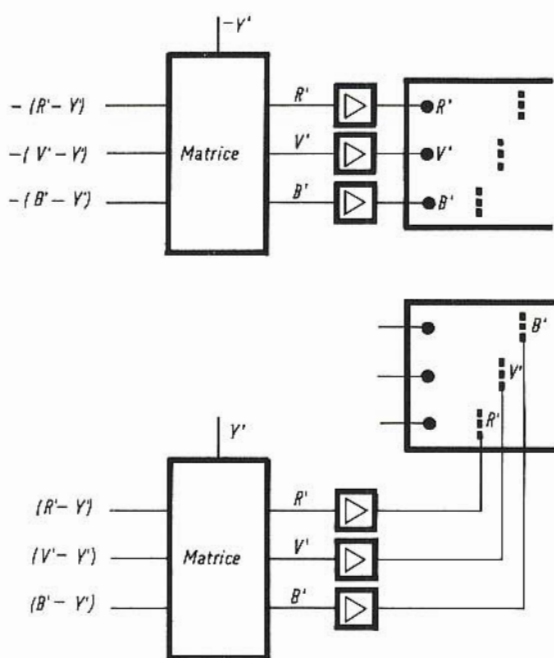 -Y'
-(R'-Y') R' R'
-(V'-Y') Matrice V' V'
-(B'-Y') B' B'
B'
V'
Y' R'
(R'-Y') R'
(V'-Y') Matrice V'
(B'-Y') B'